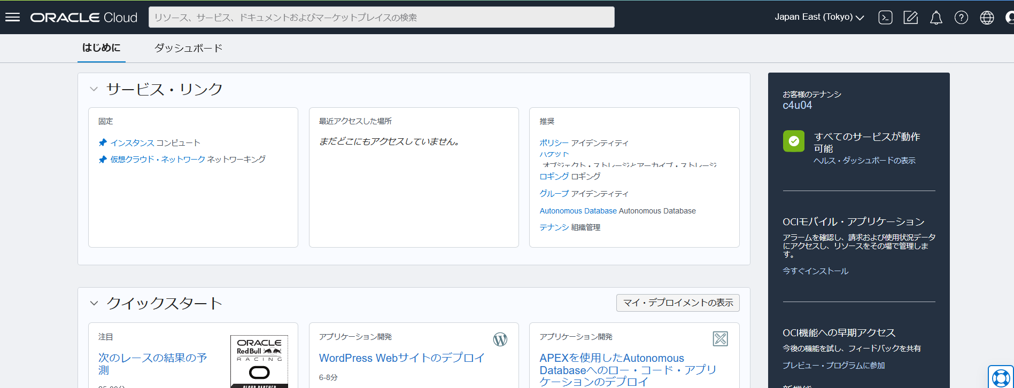 ORACLE Cloud
リソース、サービス、ドキュメントおよびマーケットプレイスの検索
Japan East (Tokyo)
はじめに
ダッシュボード
サービス・リンク
固定
インスタンス コンピュート
仮想クラウド・ネットワーク ネットワーキング
最近アクセスした場所
まだどこにもアクセスしていません。
推奨
ポリシー アイデンティティ
バケット
オブジェクト・ストレージとアーカイブ・ストレージ
ロギング ロギング
グループ アイデンティティ
Autonomous Database Autonomous Database
テナンシ 組織管理
クイックスタート
マイ・デプロイメントの表示
注目
次のレースの結果の予
測
ORACLE
Red Bull
RACING
アプリケーション開発
WordPress Webサイトのデプロイ
6-8分
アプリケーション開発
APEXを使用したAutonomous
Databaseへのロー・コード・アプリ
ケーションのデプロイ
お客様のテナンシ
c4u04
すべてのサービスが動作
可能
ヘルス・ダッシュボードの表示
OCIモバイル・アプリケーション
アラームを確認し、請求および使用状況データ
にアクセスし、リソースをその場で管理しま
す。
今すぐインストール
OCI機能への早期アクセス
今後の機能を試し、フィードバックを共有
プレビュー・プログラムに参加